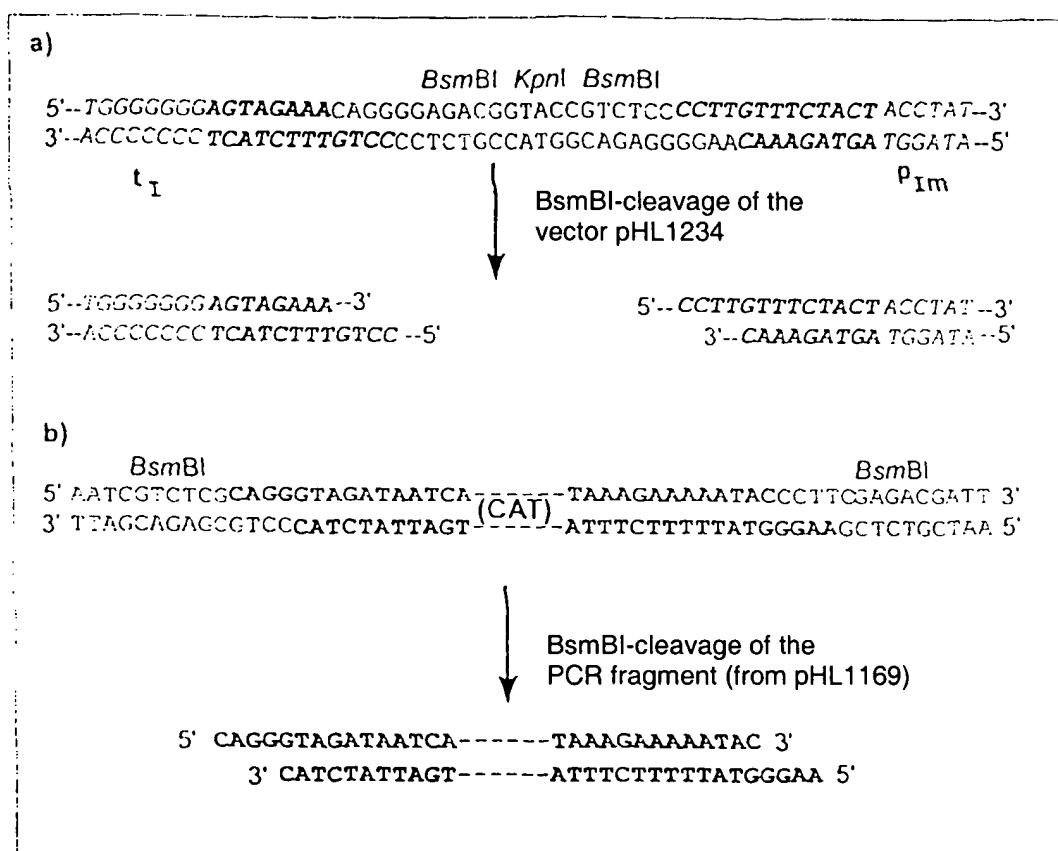 a)
BsmBI KpnI BsmBI
5'--TGGGGGGGAGTAGAAACAGGGGAGACGGTACCGTCTCCCCTTGTTTCTACT ACCTAT--3'
3'--ACCCCCCC TCATCTTTGTCCCCTCTGCCATGGCAGAGGGGAACAAAGATGA TGGATA--5'
t I
P Im
BsmBI-cleavage of the
vector pHL1234
5'--TGGGGGGGAGTAGAAA--3'
5'--CCTTGTTTCTACT ACCTAT--3'
3'--ACCCCCCC TCATCTTTGTCC --5'
3'--CAAAGATGA TGGATA--5'
b)
BsmBI
BsmBI
5' AATCGTCTCGCAGGGTAGATAATCA------TAAAGAAAAATACCCTTCGAGACGATT 3'
3' TTAGCAGAGCGTCCCATCTATTAGT------ATTTCTTTTTATGGGAAGCTCTGCTAA 5'
(CAT)
BsmBI-cleavage of the
PCR fragment (from pHL1169)
5' CAGGGTAGATAATCA------TAAAGAAAAATAC 3'
3' CATCTATTAGT------ATTTCTTTTTATGGGAA 5'